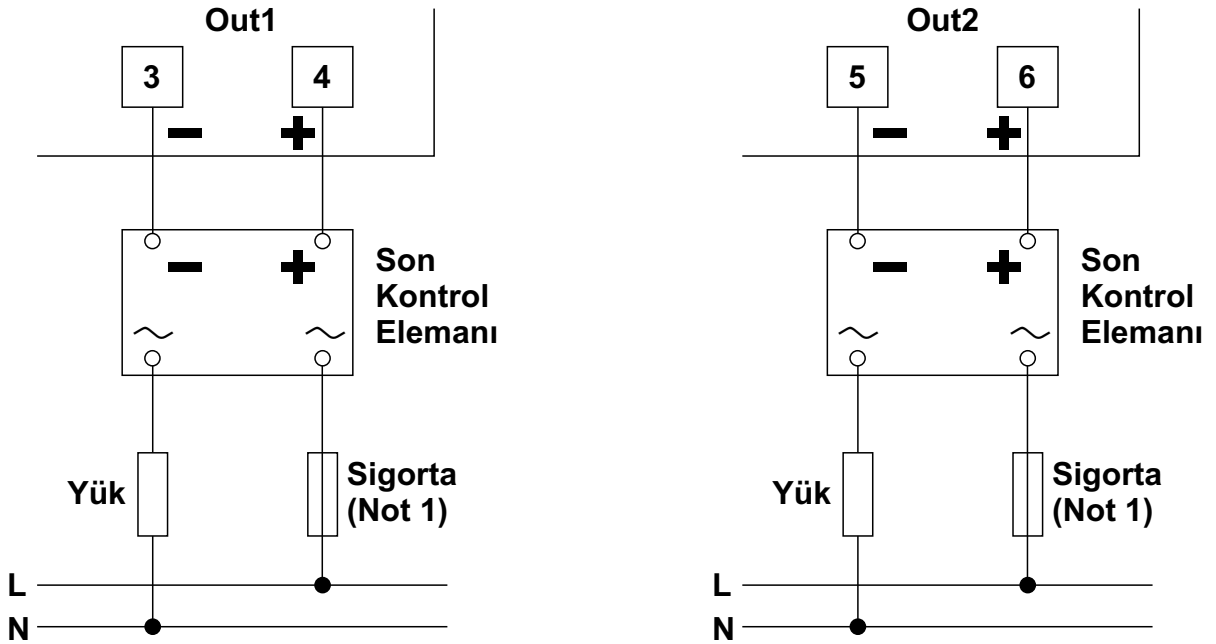 Out1
3
4
− +
− +
Son
Kontrol
Elemanı
~ ~
Yük
Sigorta
(Not 1)
L
N
Out2
5
6
− +
− +
Son
Kontrol
Elemanı
~ ~
Yük
Sigorta
(Not 1)
L
N